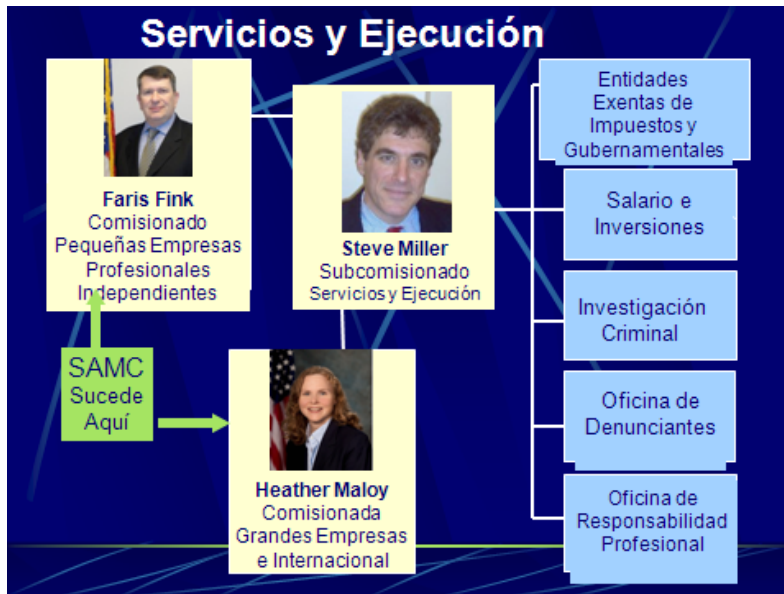 Servicios y Ejecución
Faris Fink
Comisionado
Pequeñas Empresas
Profesionales
Independientes
Steve Miller
Subcomisionado
Servicios y Ejecución
SAMC
Sucede
Aquí
Heather Maloy
Comisionada
Grandes Empresas
e Internacional
Entidades
Exentas de
Impuestos y
Gubernamentales
Salario e
Inversiones
Investigación
Criminal
Oficina de
Denunciantes
Oficina de
Responsabilidad
Profesional